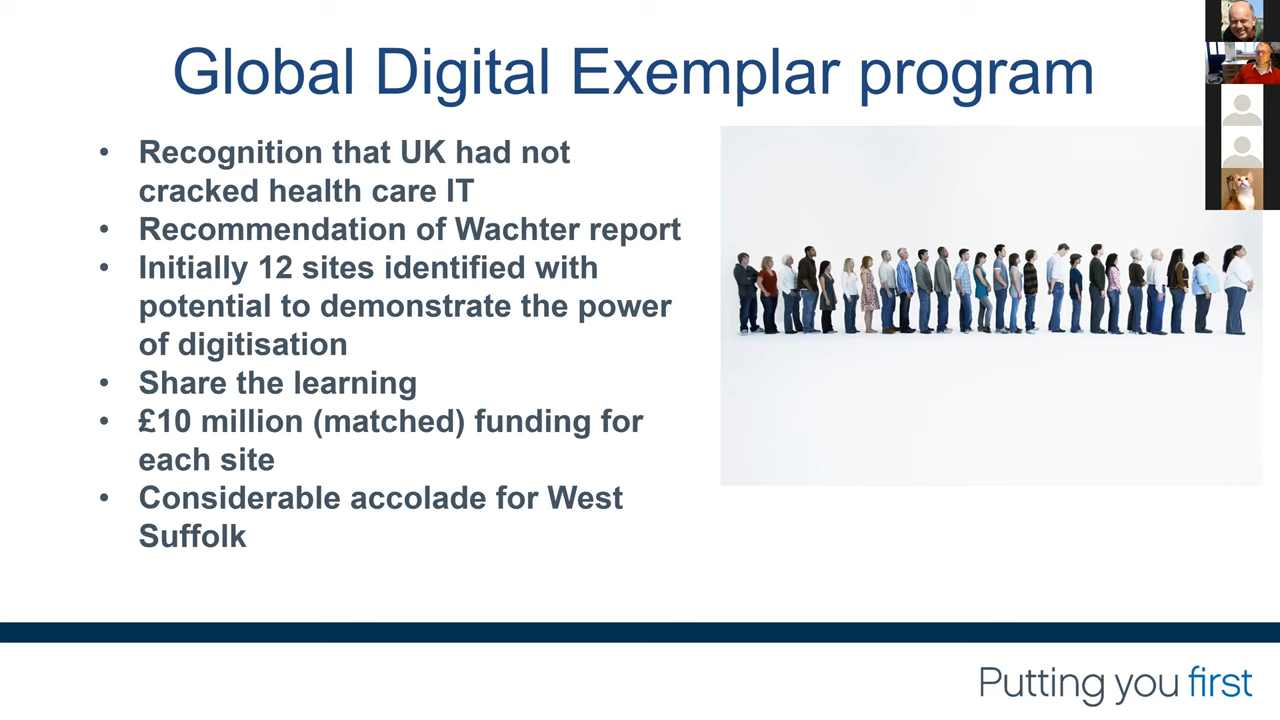 Global Digital Exemplar program
• Recognition that UK had not
cracked health care IT
• Recommendation of Wachter report
• Initially 12 sites identified with
potential to demonstrate the power
of digitisation
• Share the learning
• £10 million (matched) funding for
each site
• Considerable accolade for West
Suffolk
Putting you first